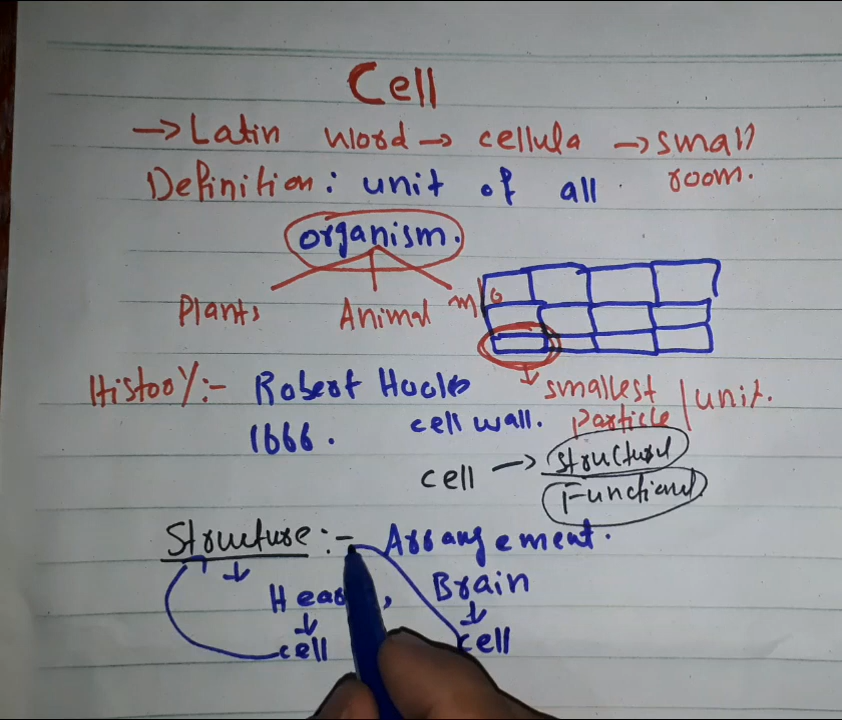 Cell
→ Latin word → cellula → small room.
Definition: unit of all
organism.
Plants Animal m/o
History:- Robert Hooke
1666. cell wall.
smallest particle / unit.
cell → Structural
Functional
Structure:- Arrangement.
Brain
cell cell